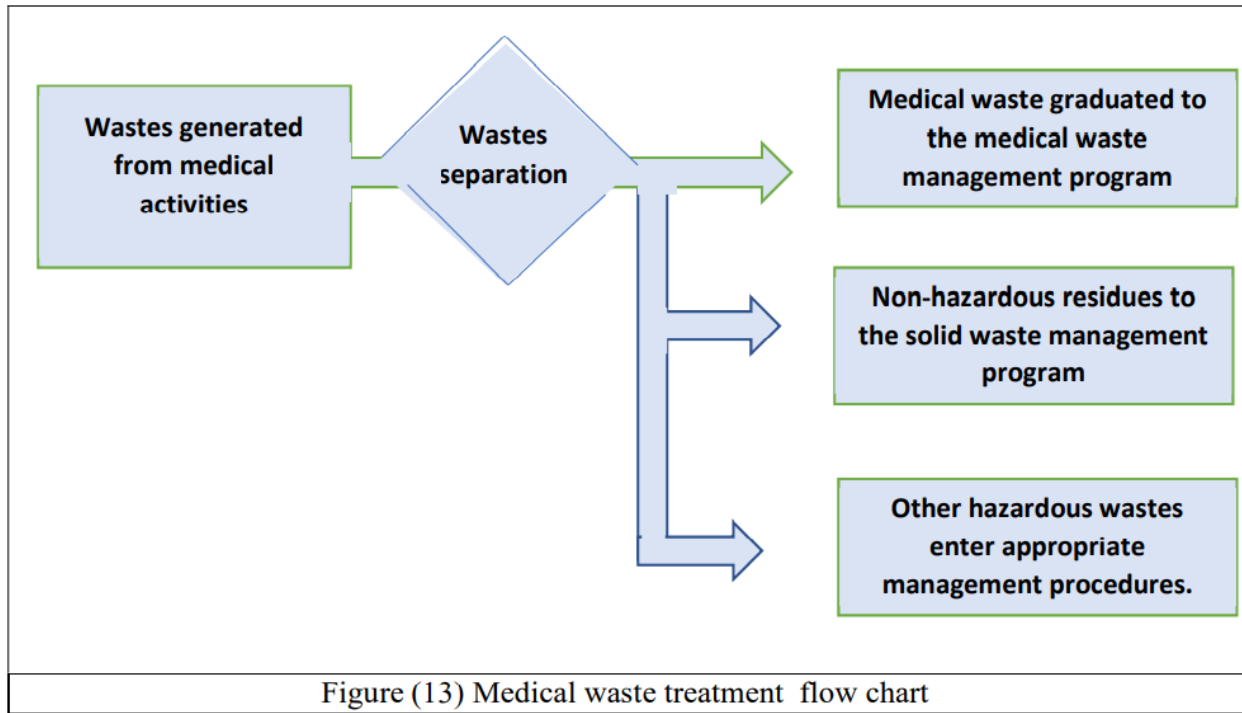 Wastes generated
from medical
activities
Wastes
separation
Medical waste graduated to
the medical waste
management program
Non-hazardous residues to
the solid waste management
program
Other hazardous wastes
enter appropriate
management procedures.
Figure (13) Medical waste treatment flow chart